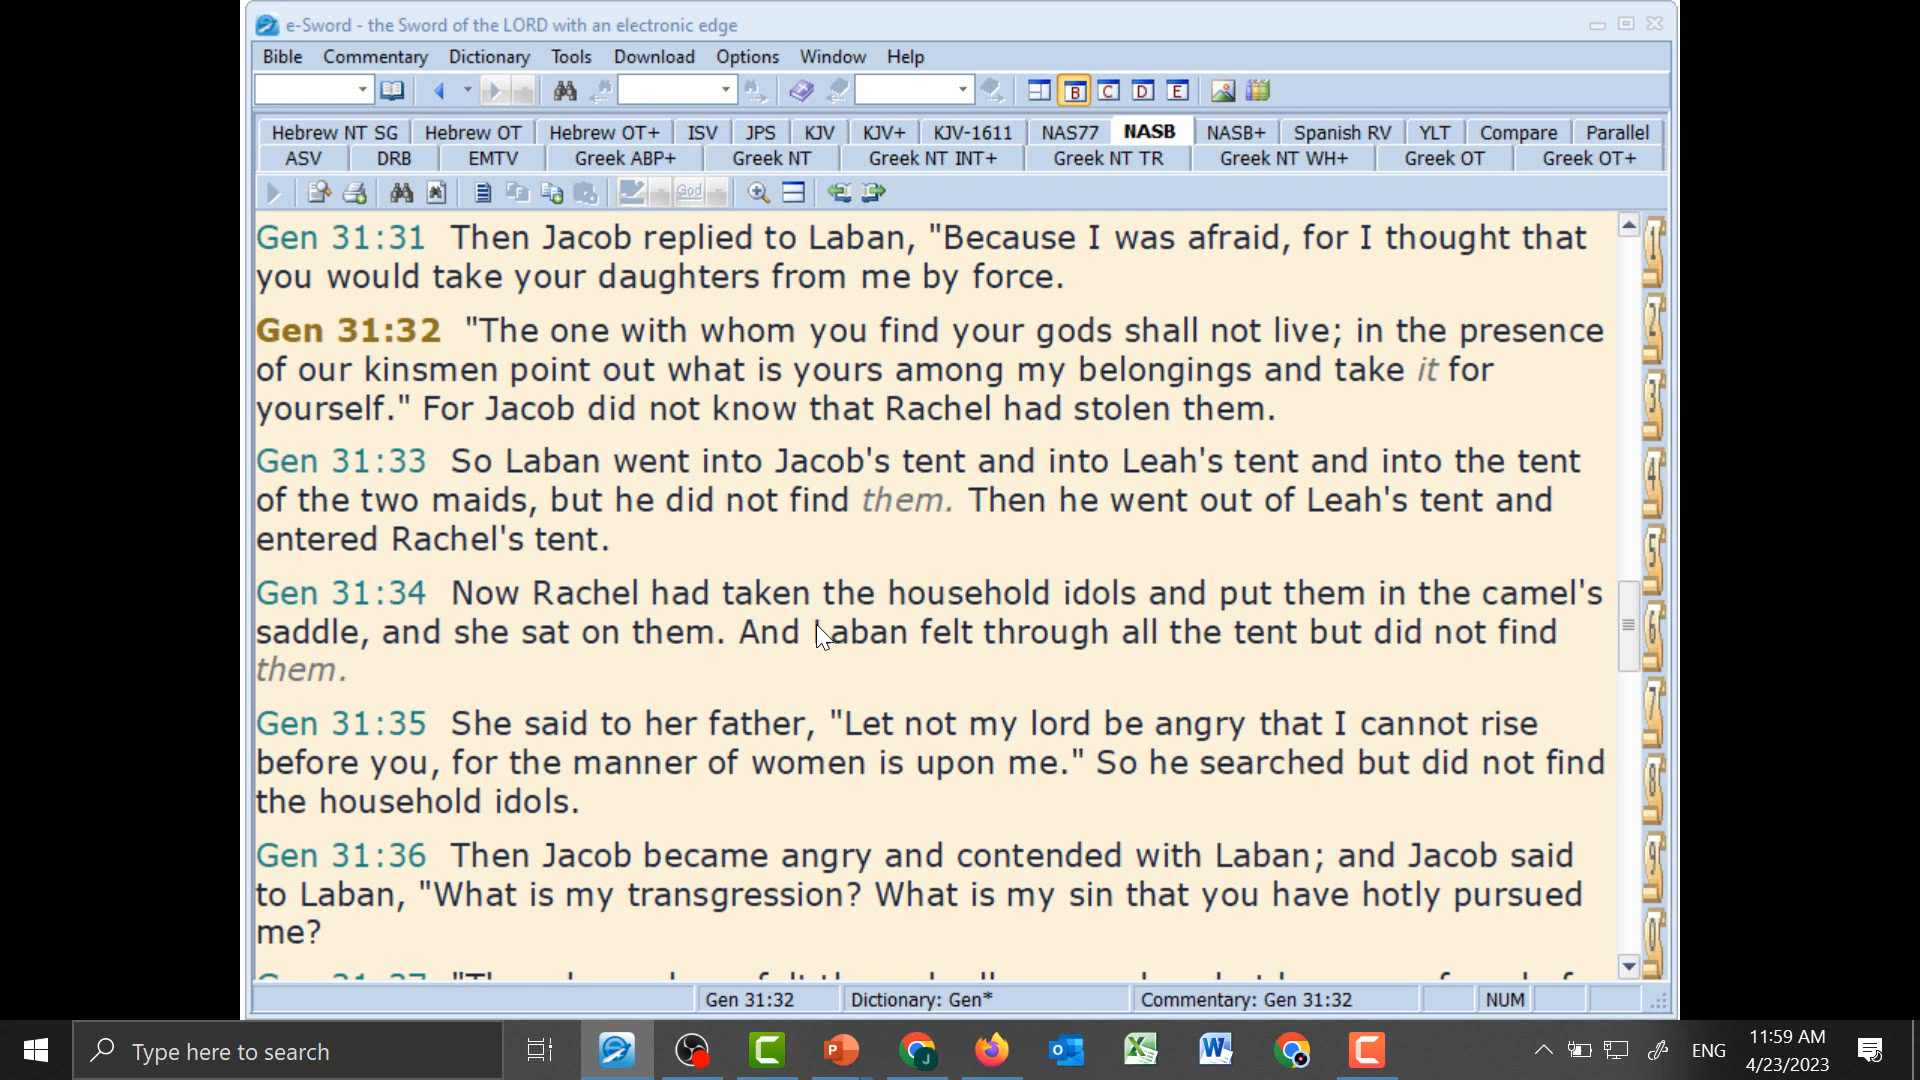 e-Sword - the Sword of the LORD with an electronic edge
Bible Commentary Dictionary Tools Download Options Window Help
B C D E
Hebrew NT SG Hebrew OT Hebrew OT+ ISV JPS KJV KJV+ KJV-1611 NAS77 NASB NASB+ Spanish RV YLT Compare Parallel
ASV DRB EMTV Greek ABP+ Greek NT Greek NT INT+ Greek NT TR Greek NT WH+ Greek OT Greek OT+
God
Gen 31:31 Then Jacob replied to Laban, "Because I was afraid, for I thought that
you would take your daughters from me by force.
Gen 31:32 "The one with whom you find your gods shall not live; in the presence
of our kinsmen point out what is yours among my belongings and take it for
yourself." For Jacob did not know that Rachel had stolen them.
Gen 31:33 So Laban went into Jacob's tent and into Leah's tent and into the tent
of the two maids, but he did not find them. Then he went out of Leah's tent and
entered Rachel's tent.
Gen 31:34 Now Rachel had taken the household idols and put them in the camel's
saddle, and she sat on them. And Laban felt through all the tent but did not find
them.
Gen 31:35 She said to her father, "Let not my lord be angry that I cannot rise
before you, for the manner of women is upon me." So he searched but did not find
the household idols.
Gen 31:36 Then Jacob became angry and contended with Laban; and Jacob said
to Laban, "What is my transgression? What is my sin that you have hotly pursued
me?
Gen 31:37
1
2
3
4
5
6
7
8
9
0
Gen 31:32 Dictionary: Gen* Commentary: Gen 31:32 NUM
Type here to search
ENG
11:59 AM
4/23/2023